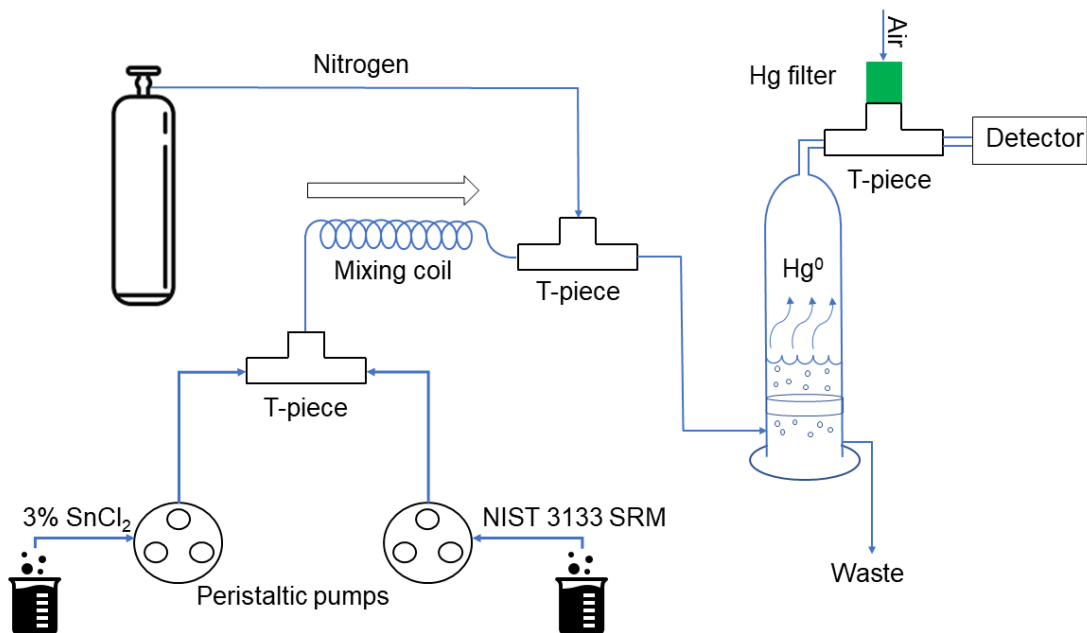 Air
Nitrogen
Hg filter
Detector
T-piece
Mixing coil
T-piece
Hg⁰
T-piece
3% SnCl₂
NIST 3133 SRM
Peristaltic pumps
Waste